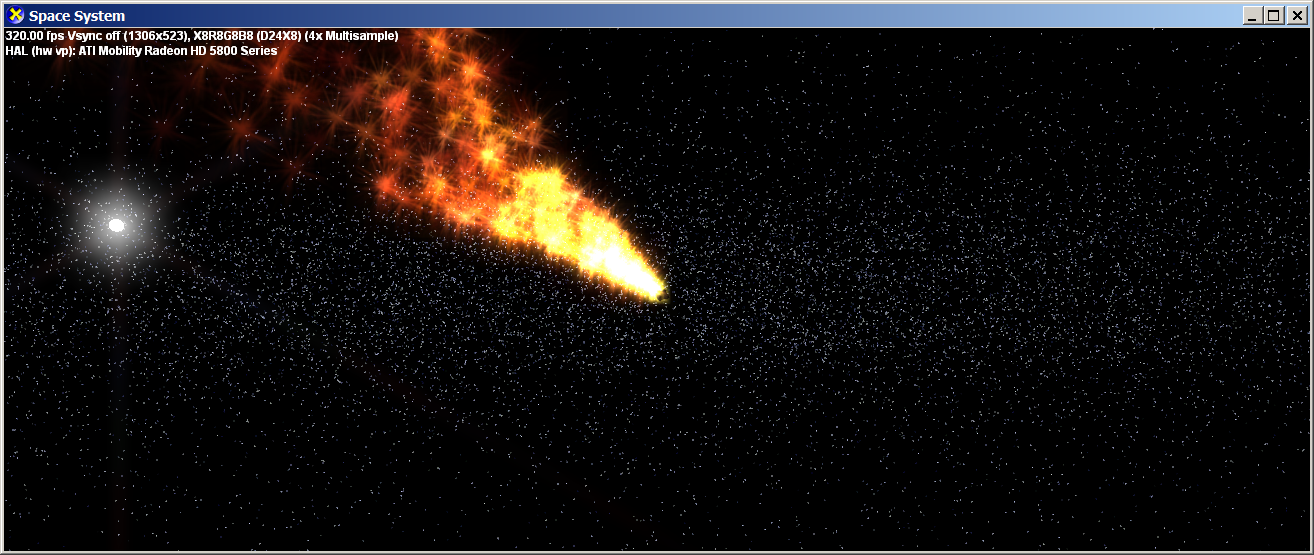 Space System
320.00 fps Vsync off (1306x523), X8R8G8B8 (D24X8) (4x Multisample)
HAL (hw vp): ATI Mobility Radeon HD 5800 Series